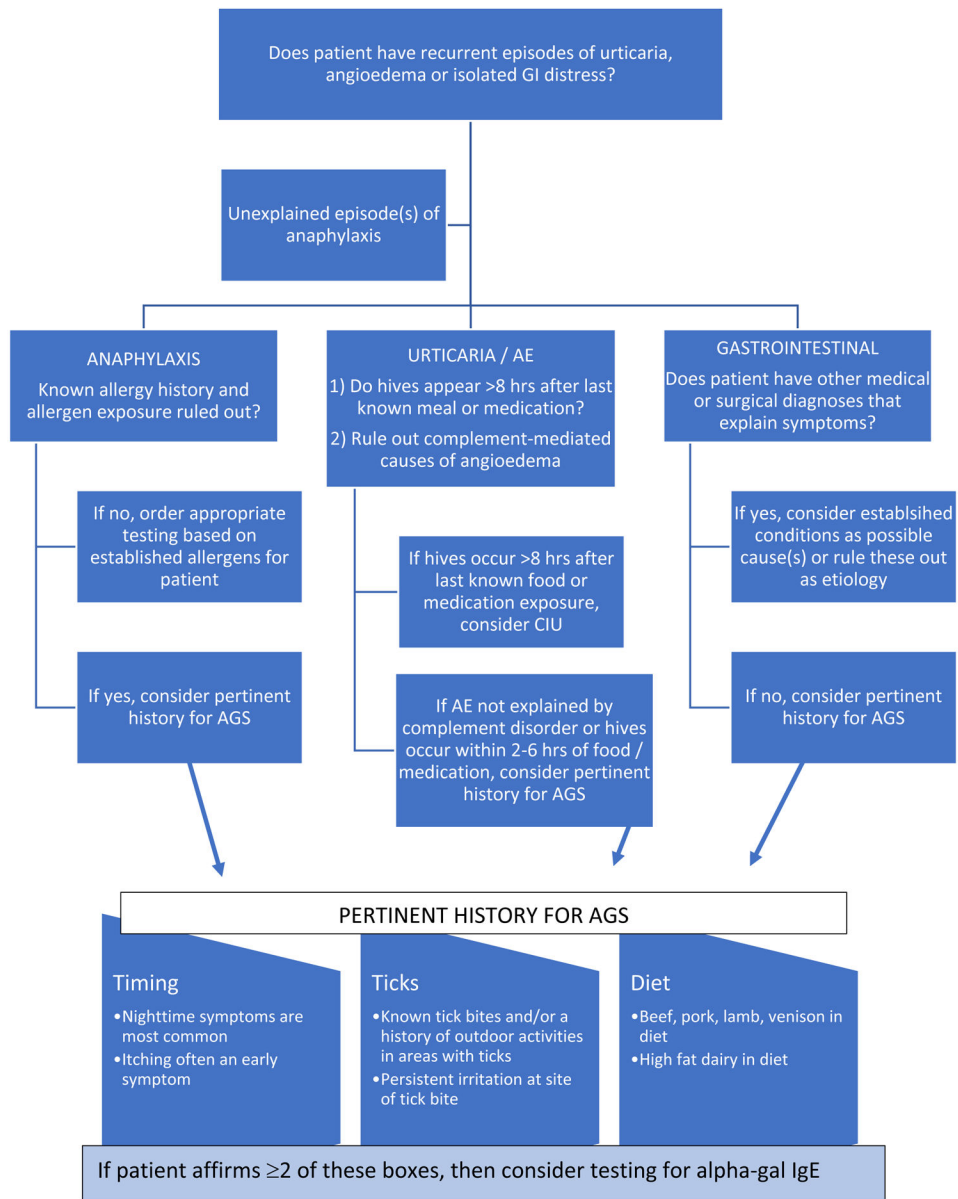 Does patient have recurrent episodes of urticaria,
angioedema or isolated GI distress?
Unexplained episode(s) of
anaphylaxis
ANAPHYLAXIS
Known allergy history and
allergen exposure ruled out?
If no, order appropriate
testing based on
established allergens for
patient
If yes, consider pertinent
history for AGS
URTICARIA / AE
1) Do hives appear >8 hrs after last
known meal or medication?
2) Rule out complement-mediated
causes of angioedema
If hives occur >8 hrs after
last known food or
medication exposure,
consider CIU
If AE not explained by
complement disorder or hives
occur within 2-6 hrs of food /
medication, consider pertinent
history for AGS
GASTROINTESTINAL
Does patient have other medical
or surgical diagnoses that
explain symptoms?
If yes, consider establsihed
conditions as possible
cause(s) or rule these out
as etiology
If no, consider pertinent
history for AGS
PERTINENT HISTORY FOR AGS
Timing
•Nighttime symptoms are
most common
•Itching often an early
symptom
Ticks
•Known tick bites and/or a
history of outdoor activities
in areas with ticks
•Persistent irritation at site
of tick bite
Diet
•Beef, pork, lamb, venison in
diet
•High fat dairy in diet
If patient affirms ≥2 of these boxes, then consider testing for alpha-gal IgE